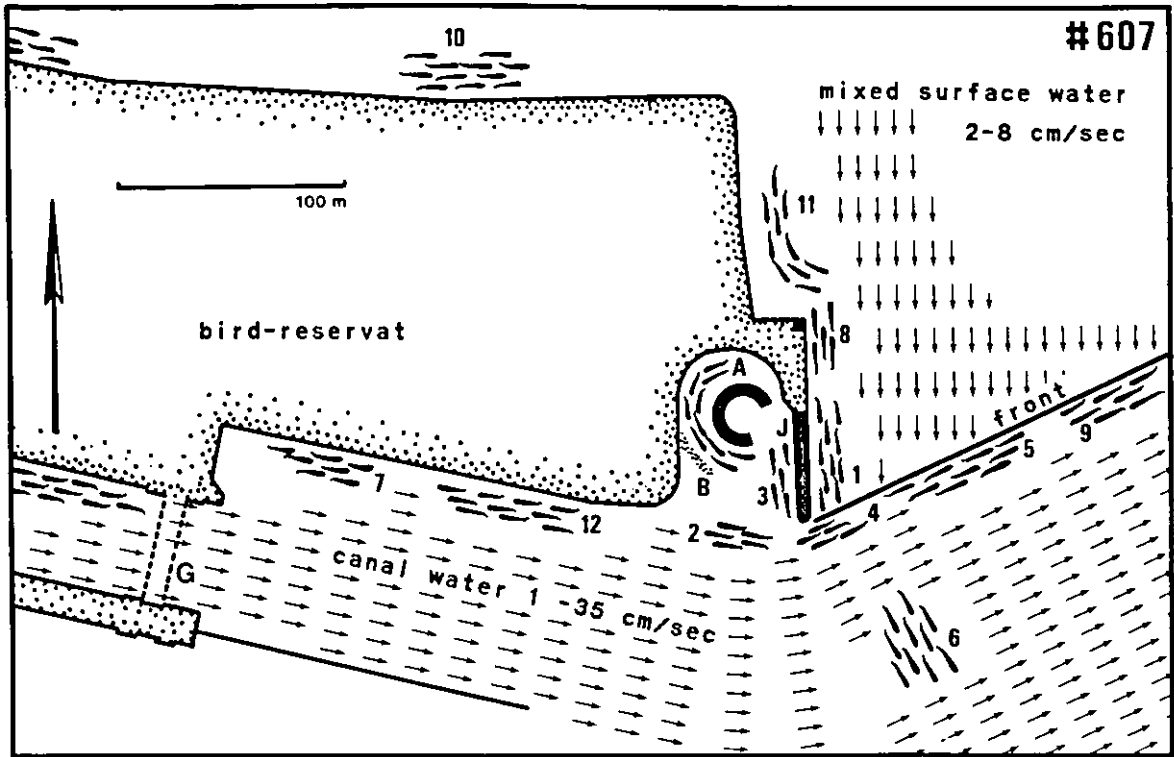 #607
10
mixed surface water
2-8 cm/sec
100 m
11
bird-reservat
8
A
front
9
J
5
7
B
3
1
4
12
2
G
canal water 1 -35 cm/sec
6